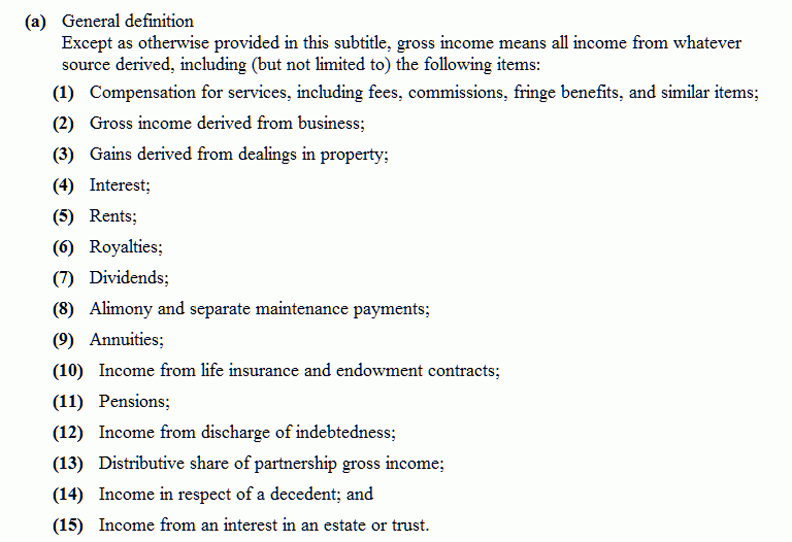 (a) General definition
Except as otherwise provided in this subtitle, gross income means all income from whatever
source derived, including (but not limited to) the following items:
(1) Compensation for services, including fees, commissions, fringe benefits, and similar items;
(2) Gross income derived from business;
(3) Gains derived from dealings in property;
(4) Interest;
(5) Rents;
(6) Royalties;
(7) Dividends;
(8) Alimony and separate maintenance payments;
(9) Annuities;
(10) Income from life insurance and endowment contracts;
(11) Pensions;
(12) Income from discharge of indebtedness;
(13) Distributive share of partnership gross income;
(14) Income in respect of a decedent; and
(15) Income from an interest in an estate or trust.